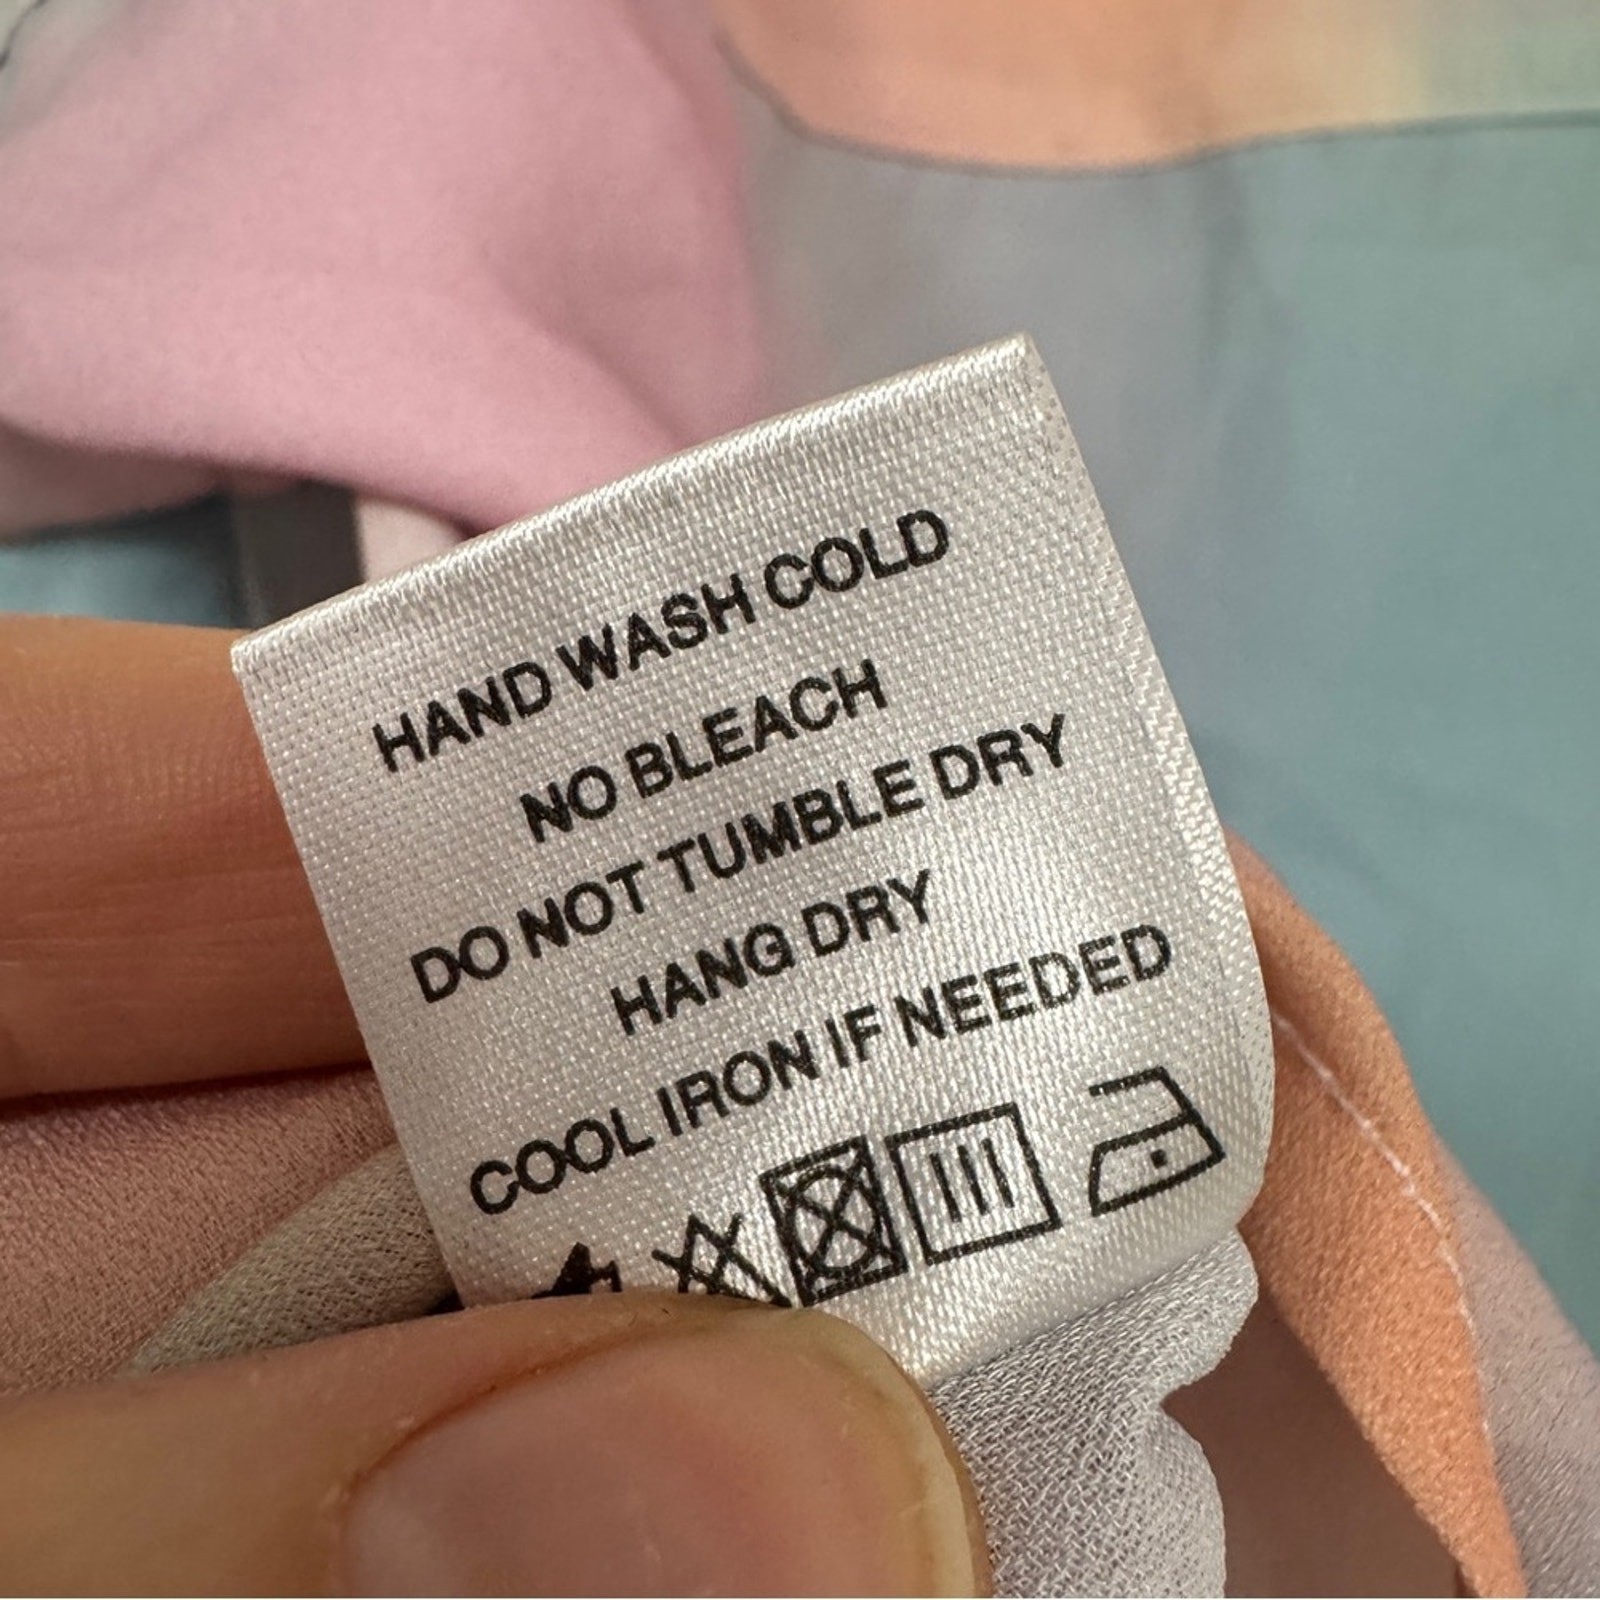 HAND WASH COLD
NO BLEACH
DO NOT TUMBLE DRY
HANG DRY
COOL IRON IF NEEDED